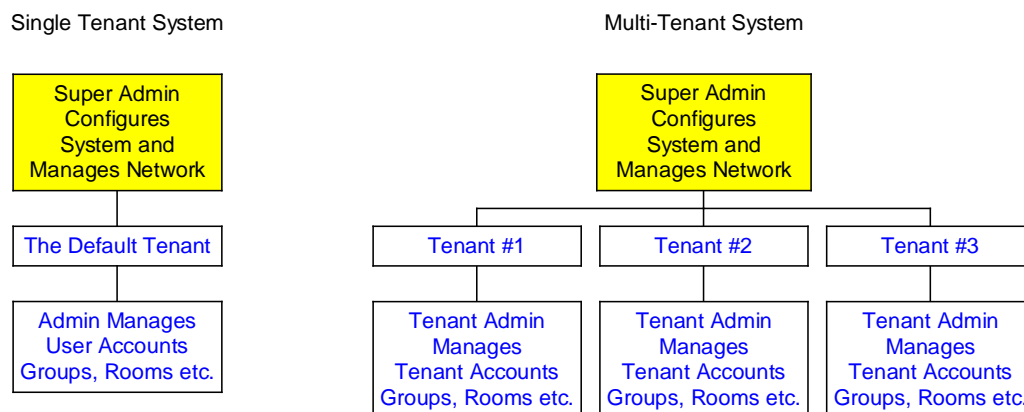 Single Tenant System
Super Admin
Configures
System and
Manages Network
The Default Tenant
Admin Manages
User Accounts
Groups, Rooms etc.
Multi-Tenant System
Super Admin
Configures
System and
Manages Network
Tenant #1
Tenant Admin
Manages
Tenant Accounts
Groups, Rooms etc.
Tenant #2
Tenant Admin
Manages
Tenant Accounts
Groups, Rooms etc.
Tenant #3
Tenant Admin
Manages
Tenant Accounts
Groups, Rooms etc.